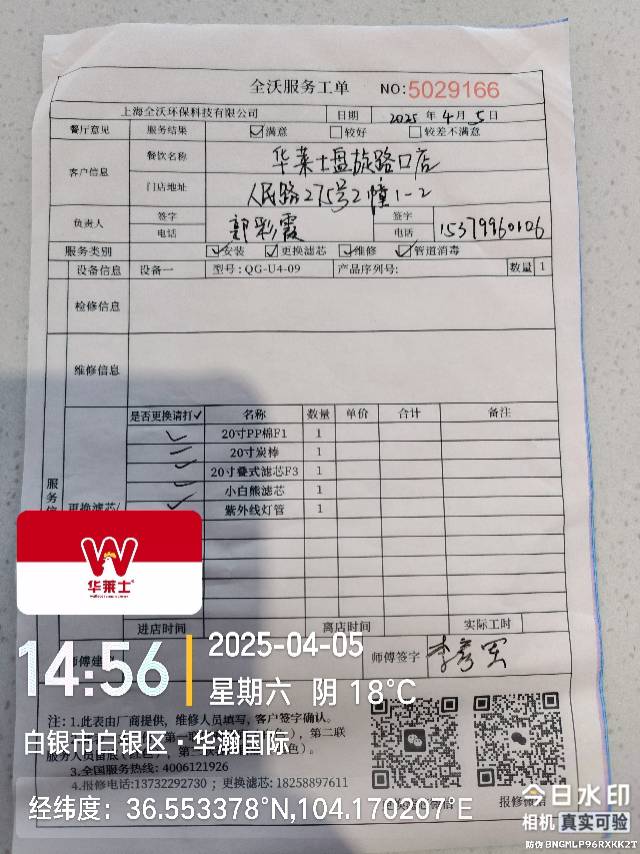 全沃服务工单 NO:5029166
上海全沃环保科技有限公司 日期 2025 年 4 月 5 日
餐厅意见 服务结果 ☑满意 □较好 □较差不满意
客户信息 餐饮名称 华莱士盘旋路口店
门店地址 人民路275号2幢1-2
负责人 签字 郭彩霞 签字 15379960106
电话 电话
服务类别 ☑安装 ☑更换滤芯 ☑维修 ☑管道消毒
设备信息 设备一 型号:QG-U4-09 产品序列号: 数量 1
检修信息
维修信息
是否更换请打✓ 名称 数量 单价 合计 备注
✓ 20寸PP棉F1 1
20寸炭棒 1
✓ 20寸叠式滤芯F3 1
小白熊滤芯 1
✓ 紫外线灯管 1
服务信
更换滤芯/
华莱士
进店时间 离店时间 实际工时
师傅建 师傅签字
14:56
2025-04-05
星期六 阴 18°C
白银市白银区·华瀚国际
注:1.此表由厂商提供，维修人员填写，客户签字确认。
3.全国服务热线:4006121926
4.报修电话:13732292730 ; 更换滤芯:18258897611
报修微信
经纬度: 36.553378°N,104.170207°E
今日水印
相机 真实可验
防伪 BNGMLP96RXKK2T